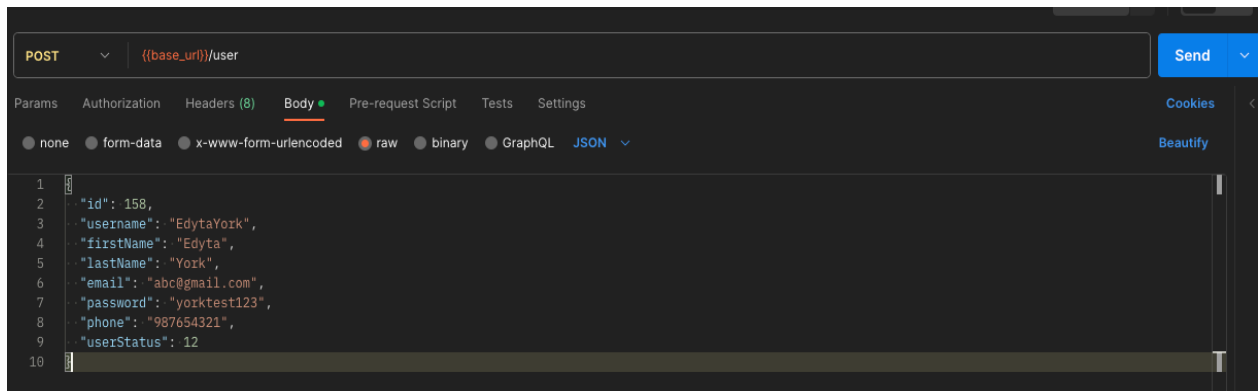 POST {{base_url}}/user Send
Params Authorization Headers (8) Body Pre-request Script Tests Settings Cookies
none form-data x-www-form-urlencoded raw binary GraphQL JSON Beautify
1 {
2 "id": 158,
3 "username": "EdytaYork",
4 "firstName": "Edyta",
5 "lastName": "York",
6 "email": "abc@gmail.com",
7 "password": "yorktest123",
8 "phone": "987654321",
9 "userStatus": 12
10 }